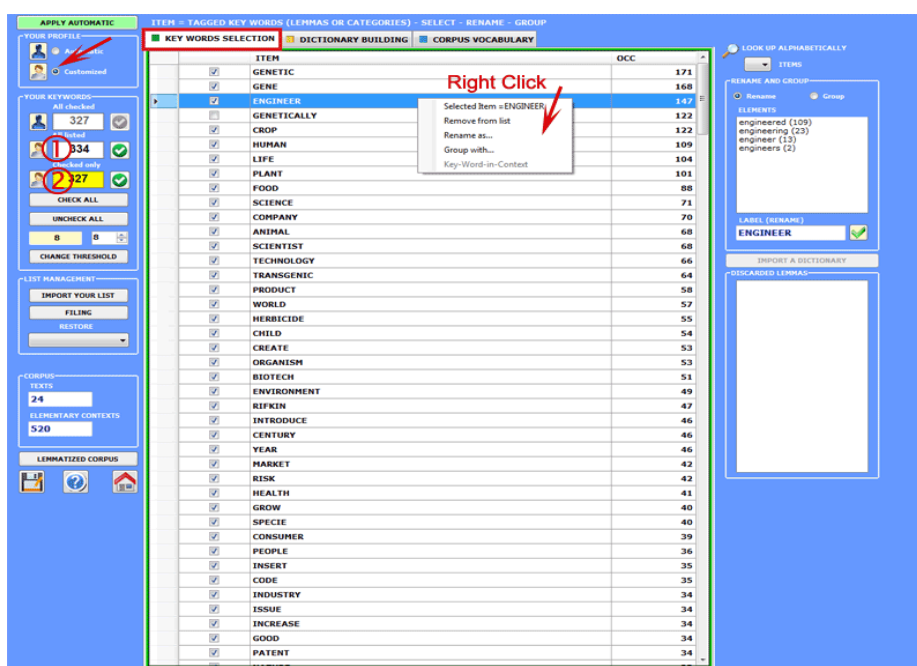 APPLY AUTOMATIC
ITEM = TAGGED KEY WORDS (LEMMAS OR CATEGORIES) - SELECT - RENAME - GROUP
YOUR PROFILE
Automatic
Customized
YOUR KEYWORDS
All checked
327
All listed
1
334
Checked only
2
327
CHECK ALL
UNCHECK ALL
8 8
CHANGE THRESHOLD
LIST MANAGEMENT
IMPORT YOUR LIST
FILING
RESTORE
CORPUS
TEXTS
24
ELEMENTARY CONTEXTS
520
LEMMATIZED CORPUS
KEY WORDS SELECTION DICTIONARY BUILDING CORPUS VOCABULARY
ITEM OCC
GENETIC 171
GENE 168
ENGINEER 147
GENETICALLY 122
CROP 122
HUMAN 109
LIFE 104
PLANT 101
FOOD 88
SCIENCE 71
COMPANY 70
ANIMAL 68
SCIENTIST 68
TECHNOLOGY 66
TRANSGENIC 64
PRODUCT 58
WORLD 57
HERBICIDE 55
CHILD 54
CREATE 53
ORGANISM 53
BIOTECH 51
ENVIRONMENT 49
RIFKIN 47
INTRODUCE 46
CENTURY 46
YEAR 46
MARKET 42
RISK 42
HEALTH 41
GROW 40
SPECIE 40
CONSUMER 39
PEOPLE 36
INSERT 35
CODE 35
INDUSTRY 34
ISSUE 34
INCREASE 34
GOOD 34
PATENT 34
Right Click
Selected Item =ENGINEER
Remove from list
Rename as...
Group with...
Key-Word-in-Context
LOOK UP ALPHABETICALLY
ITEMS
RENAME AND GROUP
Rename Group
ELEMENTS
engineered (109)
engineering (23)
engineer (13)
engineers (2)
LABEL (RENAME)
ENGINEER
IMPORT A DICTIONARY
DISCARDED LEMMAS